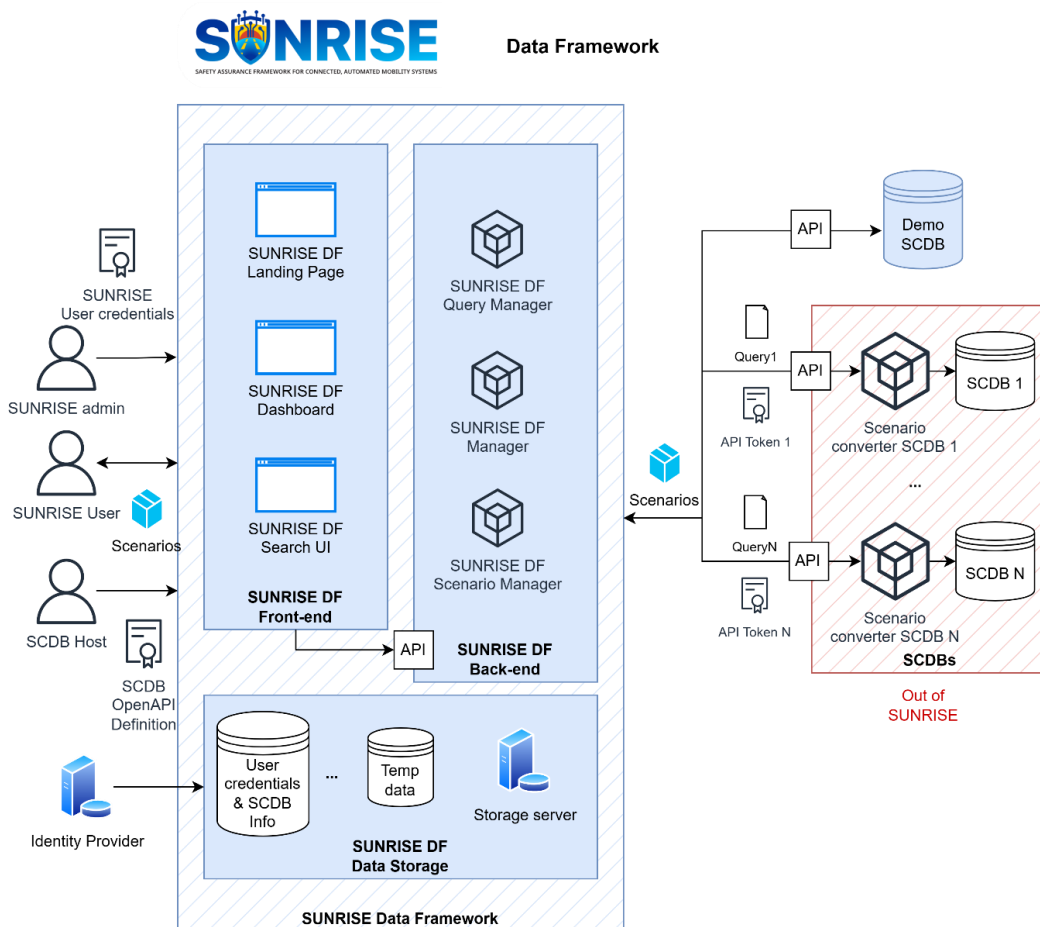 SUNRISE
SAFETY ASSURANCE FRAMEWORK FOR CONNECTED, AUTOMATED MOBILITY SYSTEMS
Data Framework
SUNRISE
User credentials
SUNRISE admin
SUNRISE User
Scenarios
SCDB Host
SCDB
OpenAPI
Definition
Identity Provider
SUNRISE DF
Landing Page
SUNRISE DF
Dashboard
SUNRISE DF
Search UI
SUNRISE DF
Front-end
SUNRISE DF
Query Manager
SUNRISE DF
Manager
SUNRISE DF
Scenario Manager
API
SUNRISE DF
Back-end
User
credentials
& SCDB
Info
...
Temp
data
Storage server
SUNRISE DF
Data Storage
SUNRISE Data Framework
Scenarios
API
Demo
SCDB
Query1
API
API Token 1
Scenario
converter SCDB 1
SCDB 1
...
QueryN
API
API Token N
Scenario
converter SCDB N
SCDB N
SCDBs
Out of
SUNRISE